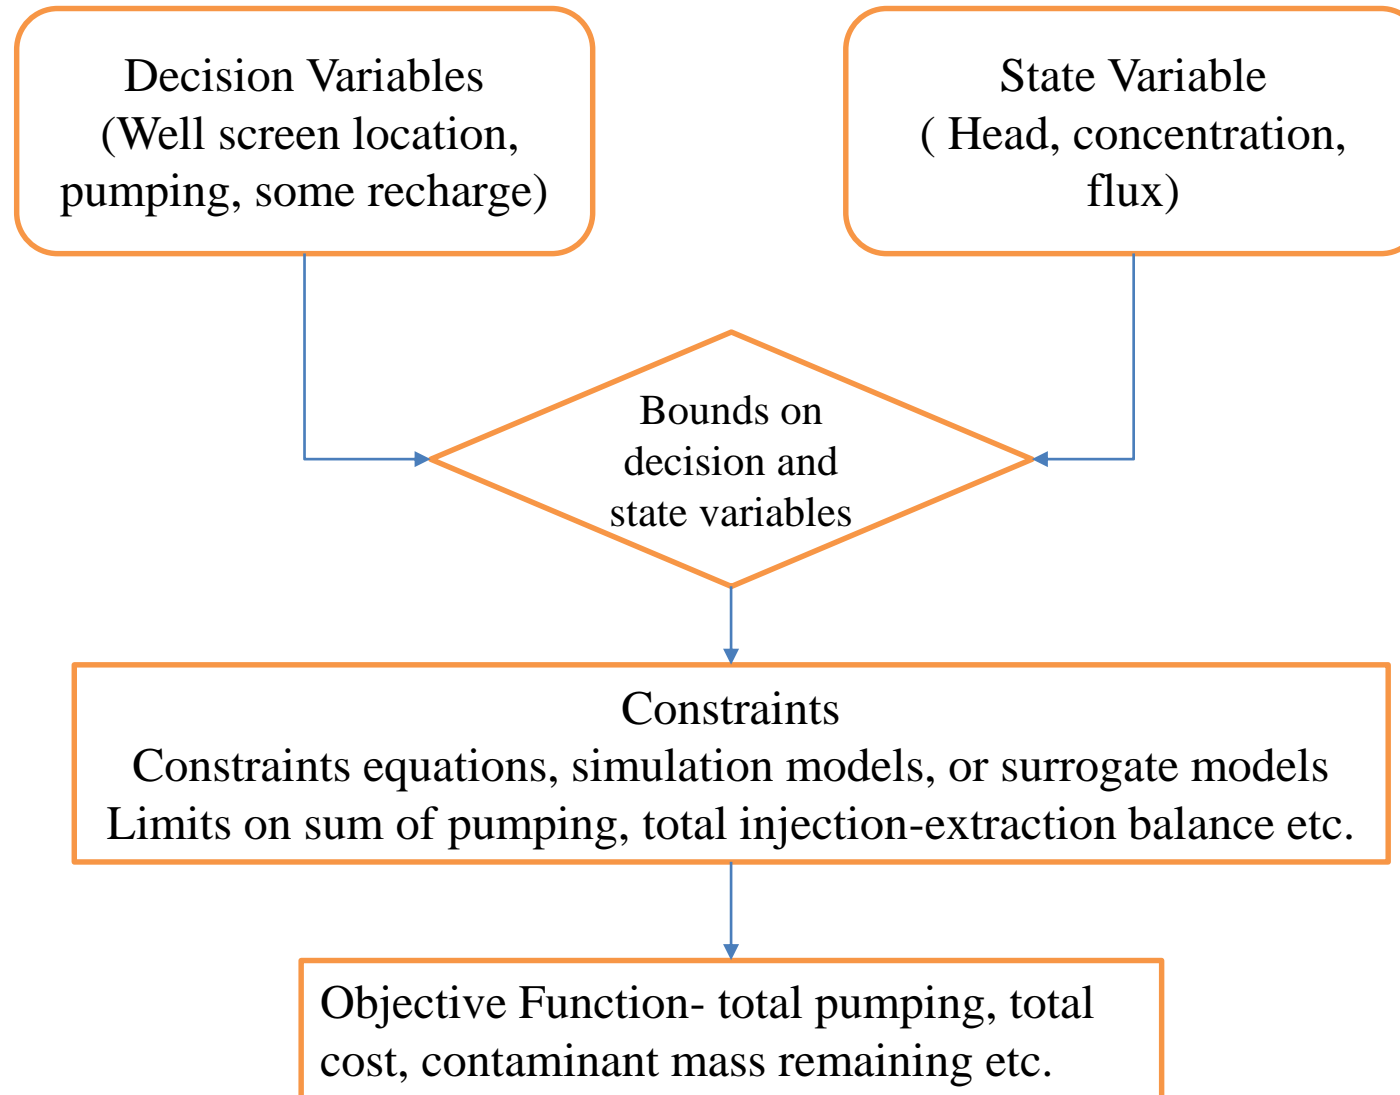 Decision Variables
(Well screen location,
pumping, some recharge)
State Variable
( Head, concentration,
flux)
Bounds on
decision and
state variables
Constraints
Constraints equations, simulation models, or surrogate models
Limits on sum of pumping, total injection-extraction balance etc.
Objective Function- total pumping, total
cost, contaminant mass remaining etc.